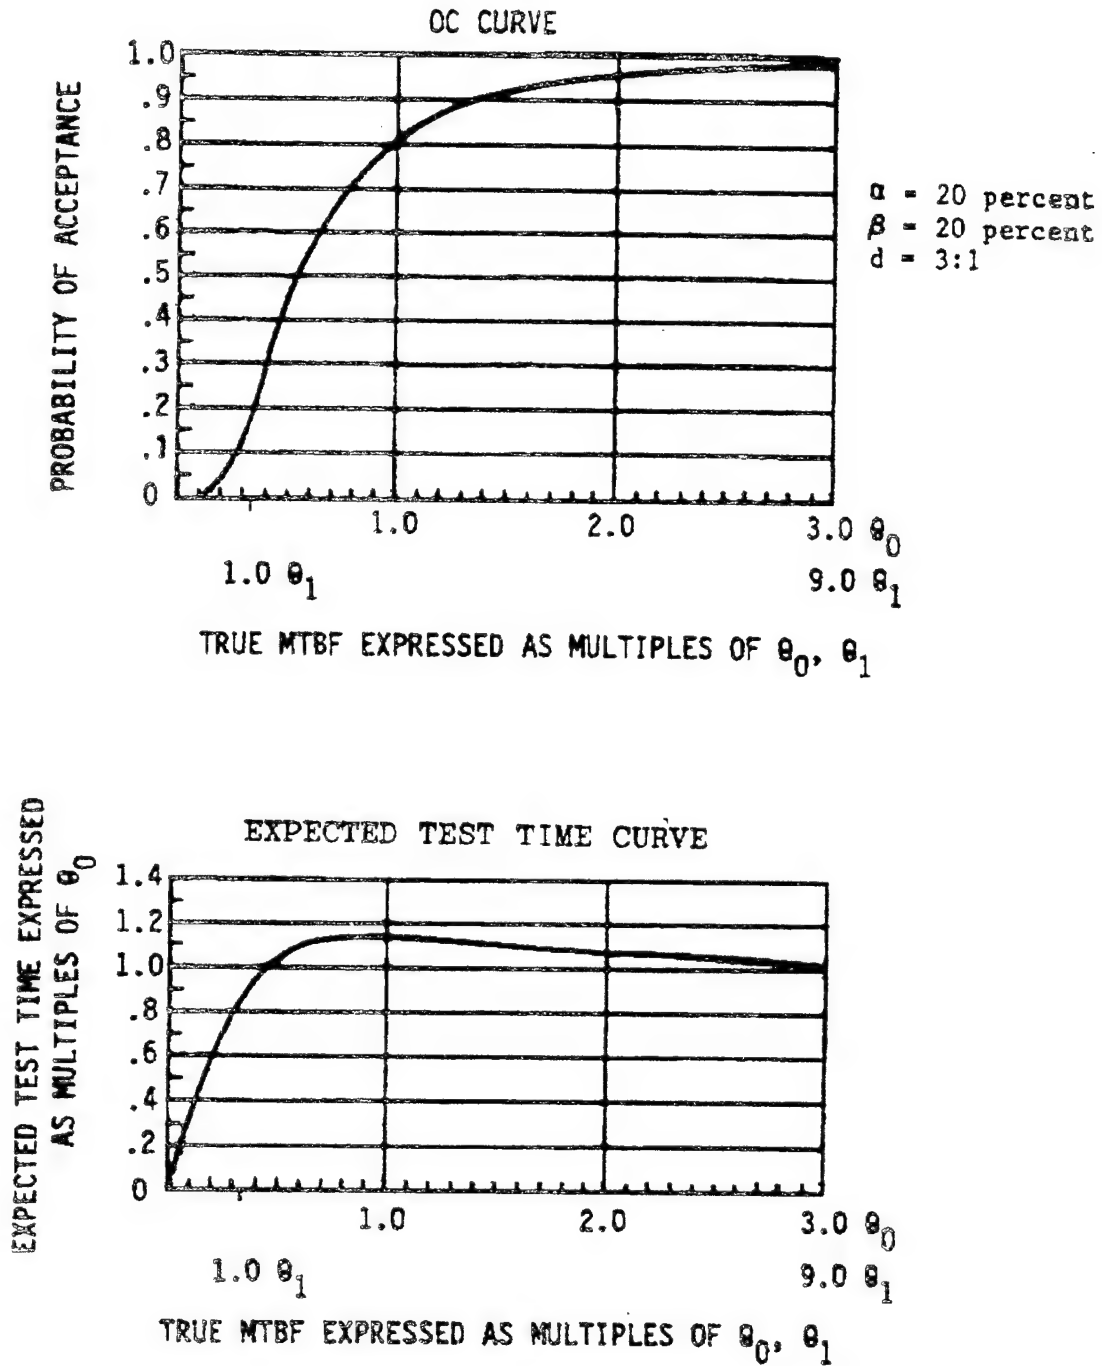 OC CURVE
PROBABILITY OF ACCEPTANCE
1.0
.9
.8
.7
.6
.5
.4
.3
.2
.1
0
α = 20 percent
β = 20 percent
d = 3:1
1.0 2.0 3.0 θ0
1.0 θ1 9.0 θ1
TRUE MTBF EXPRESSED AS MULTIPLES OF θ0, θ1
EXPECTED TEST TIME CURVE
EXPECTED TEST TIME EXPRESSED
AS MULTIPLES OF θ0
1.4
1.2
1.0
.8
.6
.4
.2
0
1.0 2.0 3.0 θ0
1.0 θ1 9.0 θ1
TRUE MTBF EXPRESSED AS MULTIPLES OF θ0, θ1